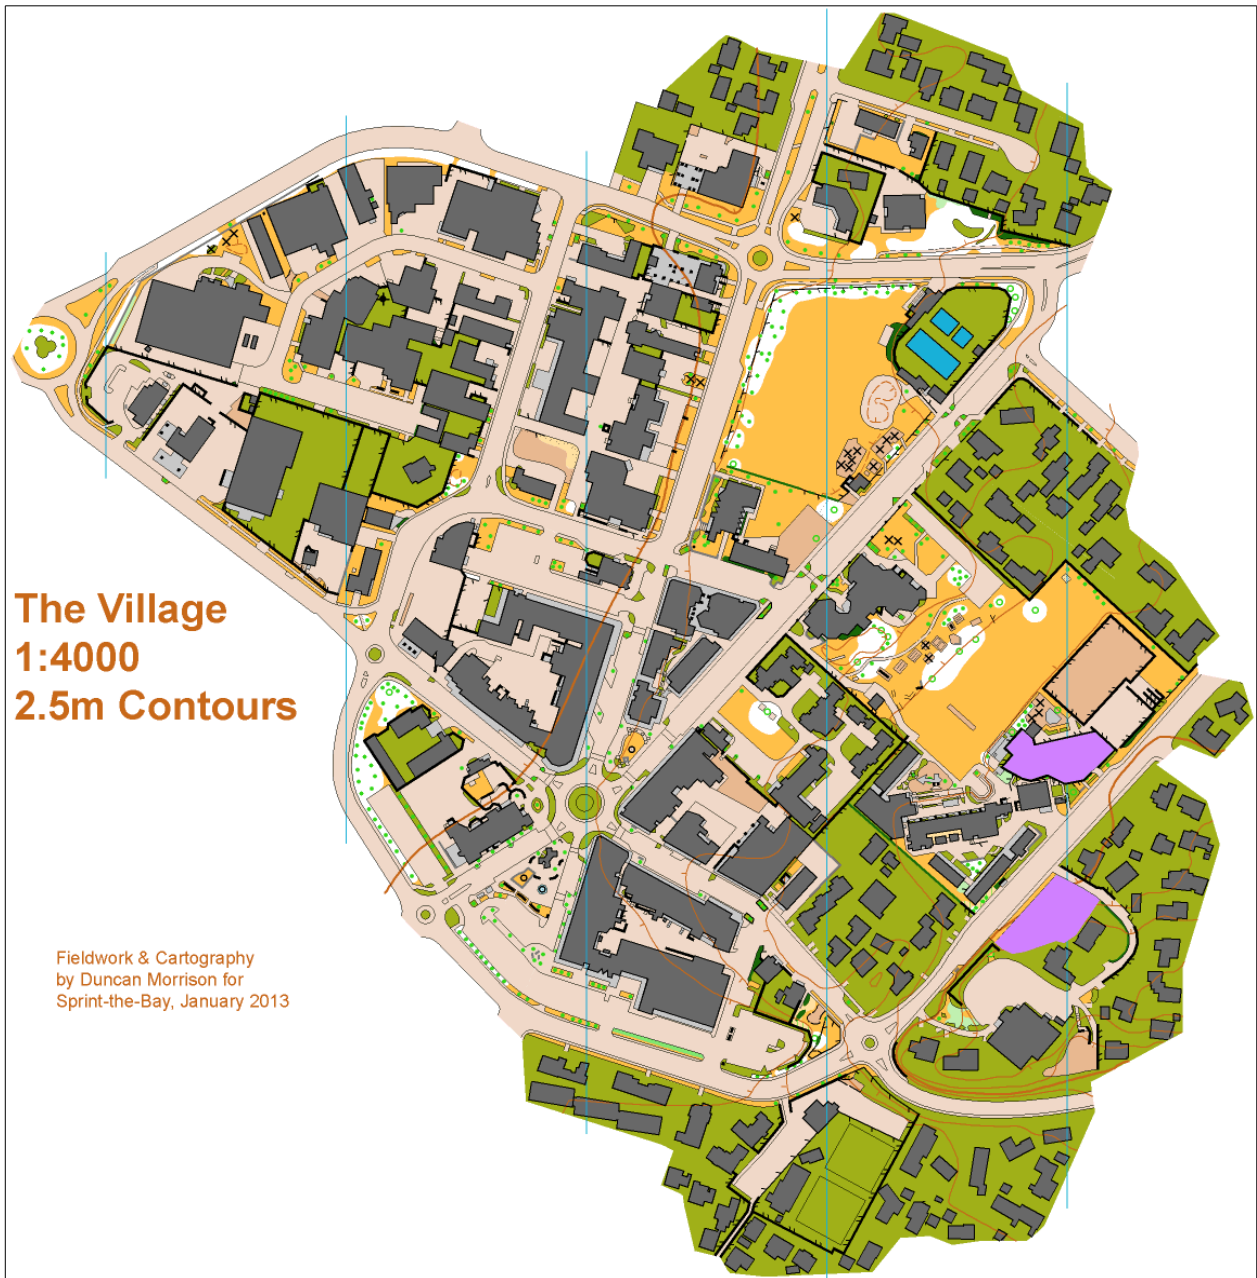 The Village
1:4000
2.5m Contours
Fieldwork & Cartography
by Duncan Morrison for
Sprint-the-Bay, January 2013